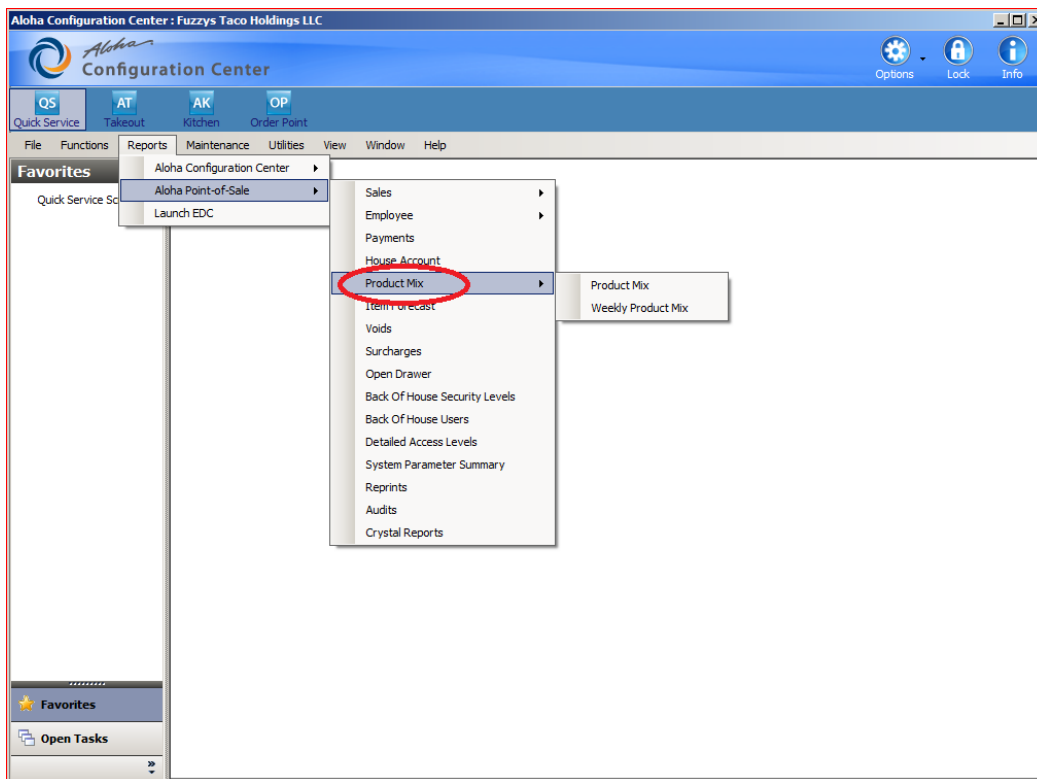 Aloha Configuration Center : Fuzzys Taco Holdings LLC
Aloha
Configuration Center
Options
Lock
Info
QS
AT
AK
OP
Quick Service
Takeout
Kitchen
Order Point
File Functions Reports Maintenance Utilities View Window Help
Favorites
Quick Service Sc
Aloha Configuration Center
Aloha Point-of-Sale
Launch EDC
Sales
Employee
Payments
House Account
Product Mix
Item Forecast
Voids
Surcharges
Open Drawer
Back Of House Security Levels
Back Of House Users
Detailed Access Levels
System Parameter Summary
Reprints
Audits
Crystal Reports
Product Mix
Weekly Product Mix
Favorites
Open Tasks